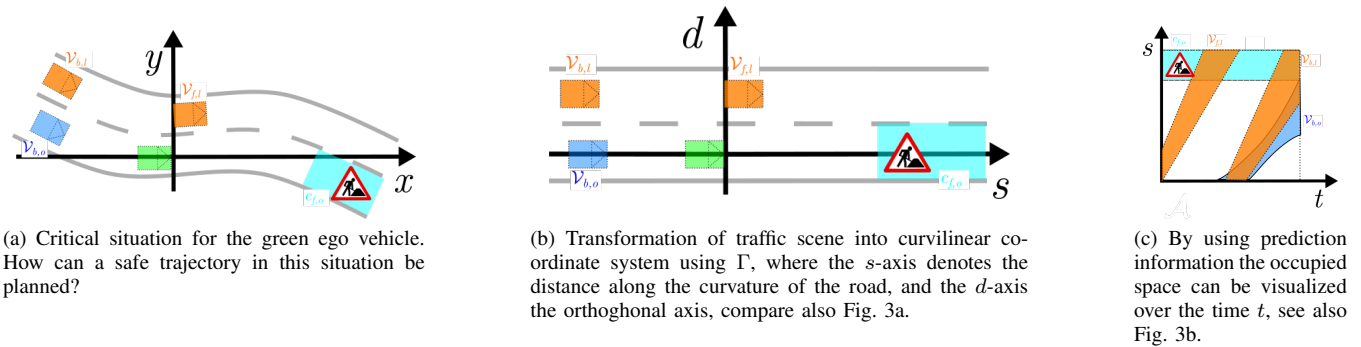 𝒱b,l
y
𝒱f,l
𝒱b,o
x
cf,o
d
𝒱b,l
𝒱f,l
𝒱b,o
cf,o
s
s
cf,o
𝒱f,l
𝒱b,l
𝒱b,o
t
A
(a) Critical situation for the green ego vehicle.
How can a safe trajectory in this situation be
planned?
(b) Transformation of traffic scene into curvilinear co-
ordinate system using Γ, where the s-axis denotes the
distance along the curvature of the road, and the d-axis
the orthoghonal axis, compare also Fig. 3a.
(c) By using prediction
information the occupied
space can be visualized
over the time t, see also
Fig. 3b.